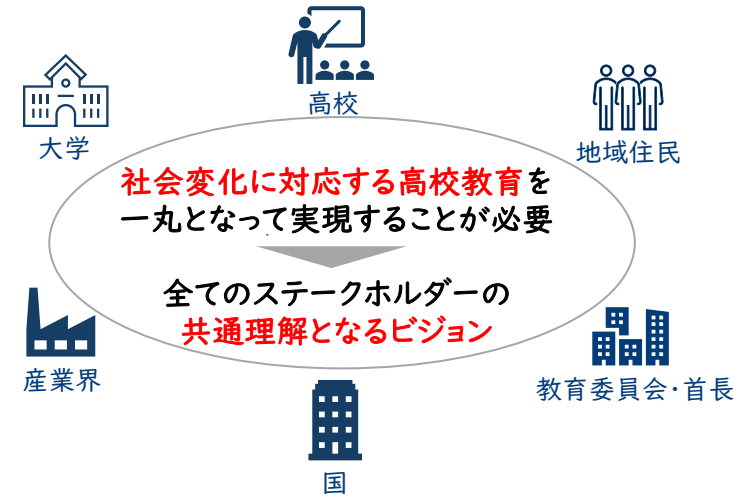 高校
大学
地域住民
社会変化に対応する高校教育を
一丸となって実現することが必要
全てのステークホルダーの
共通理解となるビジョン
産業界
教育委員会・首長
国